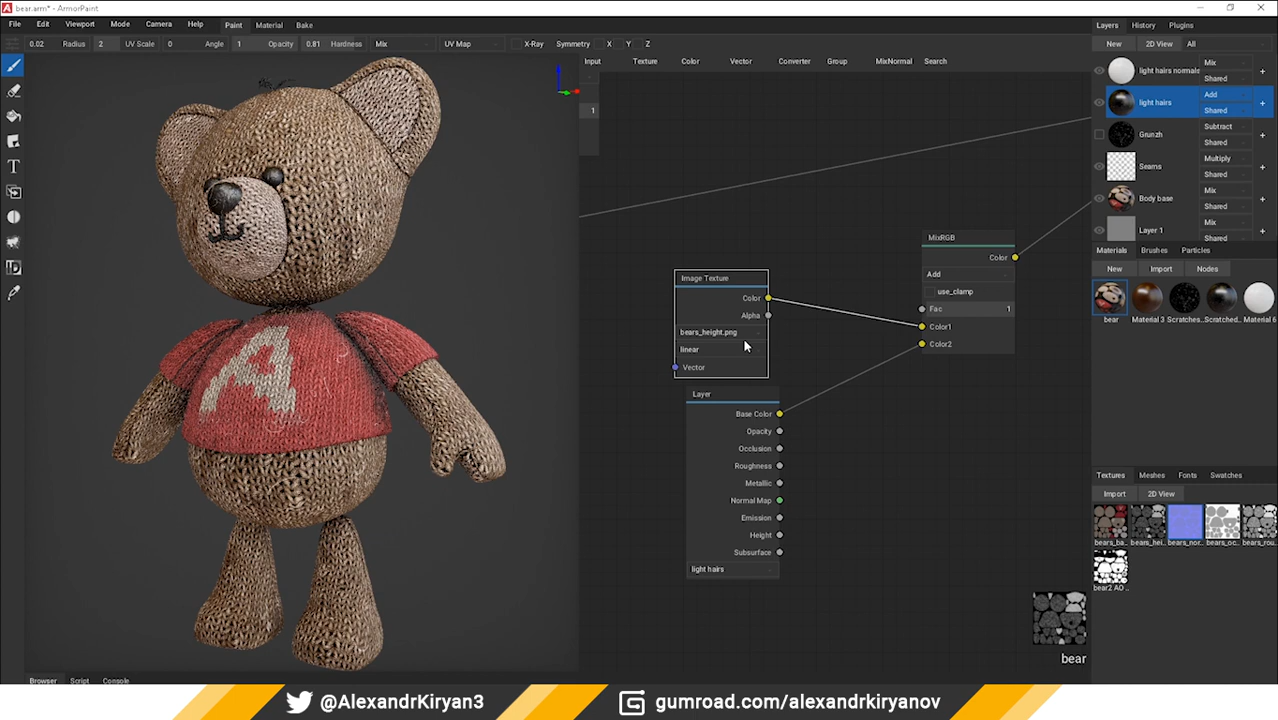 bear.arm* - ArmorPaint
File Edit Viewport Mode Camera Help Paint Material Bake
0.02 Radius 2 UV Scale 0 Angle 1 Opacity 0.81 Hardness Mix UV Map X-Ray Symmetry X Y Z
Input Texture Color Vector Converter Group MixNormal Search
1
A
Image Texture
Color
Alpha
bears_height.png
linear
Vector
Layer
Base Color
Opacity
Occlusion
Roughness
Metallic
Normal Map
Emission
Height
Subsurface
light hairs
MixRGB
Color
Add
use_clamp
Fac 1
Color1
Color2
bear
Layers History Plugins
New 2D View All
light hairs normals Mix
Shared
light hairs Add
Shared
Grunzh Subtract
Shared
Seams Multiply
Shared
Body base Mix
Shared
Layer 1 Mix
Shared
Materials Brushes Particles
New Import Nodes
bear Material 3 Scratches.. Scratched.. Material 6
Textures Meshes Fonts Swatches
Import 2D View
bears_ba.. bears_hei.. bears_nor.. bears_oc.. bears_rou..
bear2 AO ..
Browser Script Console
@AlexandrKiryan3 gumroad.com/alexandrkiryanov